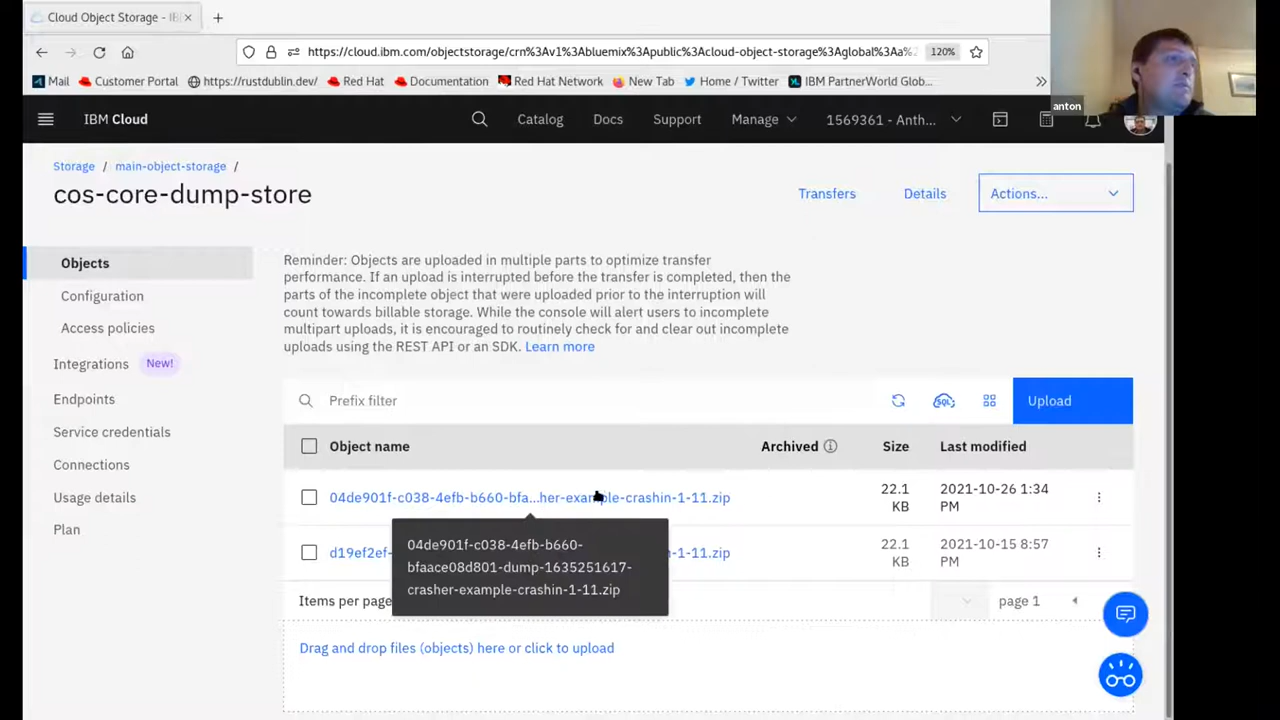 Cloud Object Storage - IB
https://cloud.ibm.com/objectstorage/crn%3Av1%3Abluemix%3Apublic%3Acloud-object-storage%3Aglobal%3Aa%2
120%
Mail
Customer Portal
https://rustdublin.dev/
Red Hat
Documentation
Red Hat Network
New Tab
Home / Twitter
IBM PartnerWorld Glob...
anton
IBM Cloud
Catalog
Docs
Support
Manage
1569361 - Anth...
Storage / main-object-storage /
cos-core-dump-store
Transfers
Details
Actions...
Objects
Configuration
Access policies
Integrations New!
Endpoints
Service credentials
Connections
Usage details
Plan
Reminder: Objects are uploaded in multiple parts to optimize transfer
performance. If an upload is interrupted before the transfer is completed, then the
parts of the incomplete object that were uploaded prior to the interruption will
count towards billable storage. While the console will alert users to incomplete
multipart uploads, it is encouraged to routinely check for and clear out incomplete
uploads using the REST API or an SDK. Learn more
Prefix filter
SQL
Upload
Object name
Archived
Size
Last modified
04de901f-c038-4efb-b660-bfa...her-example-crashin-1-11.zip
22.1
KB
2021-10-26 1:34
PM
04de901f-c038-4efb-b660-
bfaace08d801-dump-1635251617-
crasher-example-crashin-1-11.zip
d19ef2ef-
-1-11.zip
22.1
KB
2021-10-15 8:57
PM
Items per page
page 1
Drag and drop files (objects) here or click to upload